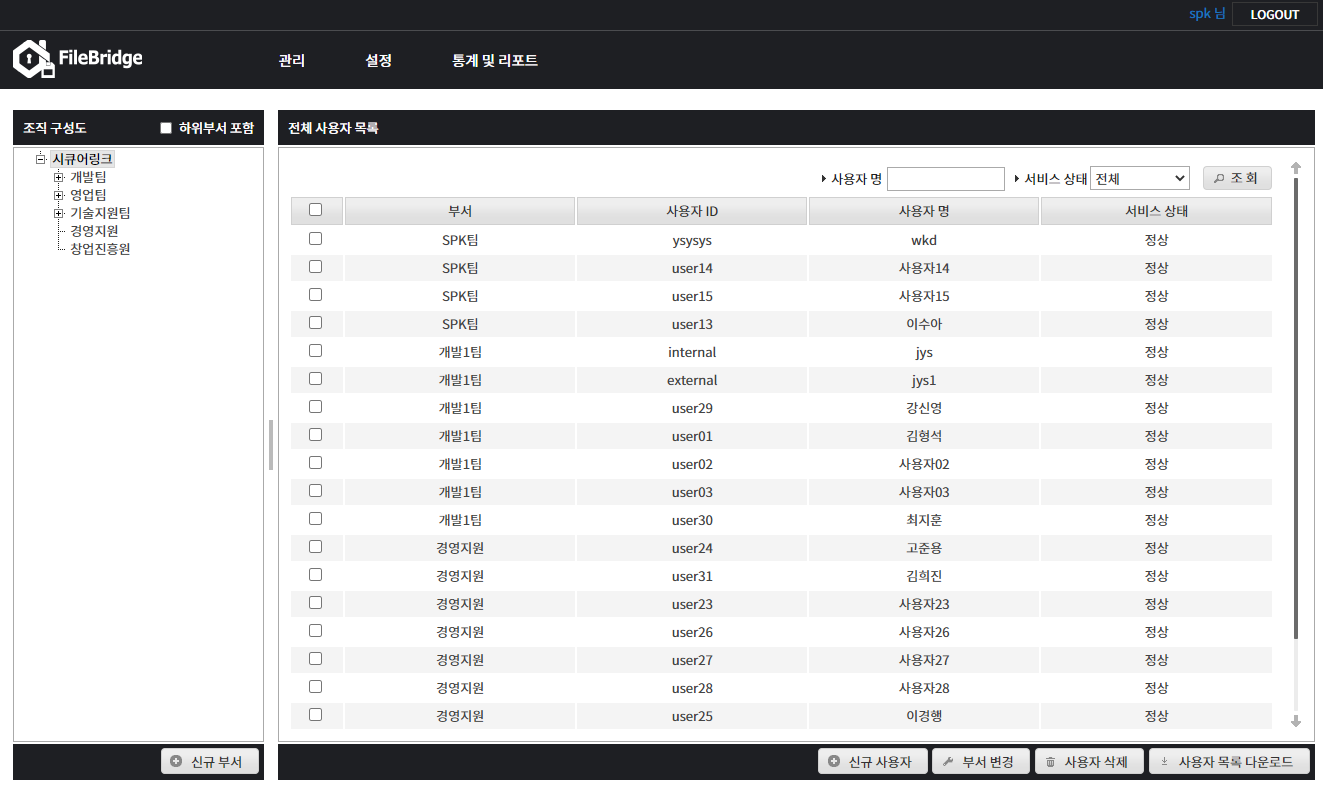 spk 님 LOGOUT
FileBridge 관리 설정 통계 및 리포트
조직 구성도 하위부서 포함
시큐어링크
개발팀
영업팀
기술지원팀
경영지원
창업진흥원
신규 부서
전체 사용자 목록
사용자 명 서비스 상태 전체 조 회
부서 사용자 ID 사용자 명 서비스 상태
SPK팀 ysysys wkd 정상
SPK팀 user14 사용자14 정상
SPK팀 user15 사용자15 정상
SPK팀 user13 이수아 정상
개발1팀 internal jys 정상
개발1팀 external jys1 정상
개발1팀 user29 강신영 정상
개발1팀 user01 김형석 정상
개발1팀 user02 사용자02 정상
개발1팀 user03 사용자03 정상
개발1팀 user30 최지훈 정상
경영지원 user24 고준용 정상
경영지원 user31 김희진 정상
경영지원 user23 사용자23 정상
경영지원 user26 사용자26 정상
경영지원 user27 사용자27 정상
경영지원 user28 사용자28 정상
경영지원 user25 이경행 정상
신규 사용자 부서 변경 사용자 삭제 사용자 목록 다운로드